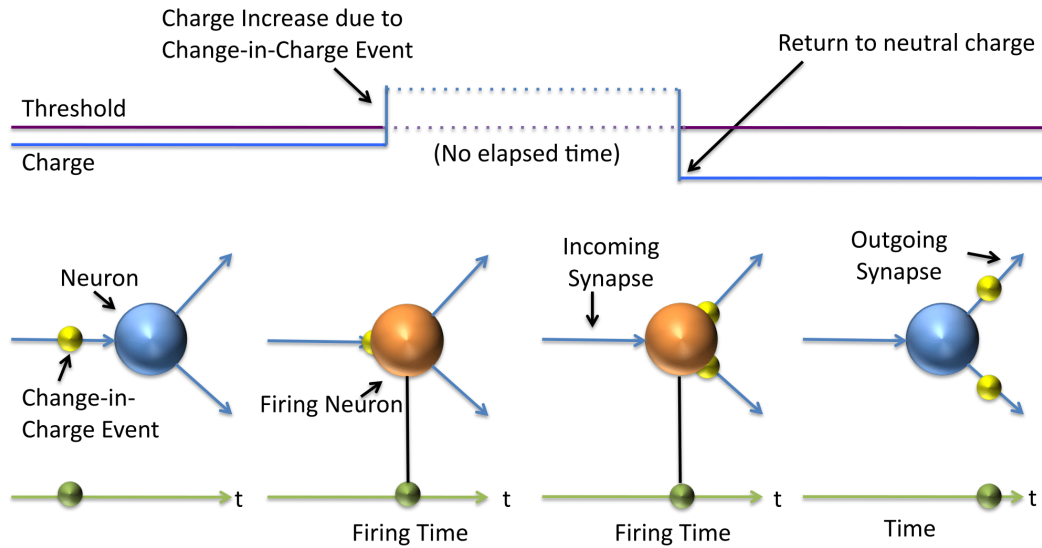 Charge Increase due to
Change-in-Charge Event
Return to neutral charge
Threshold
(No elapsed time)
Charge
Neuron
Incoming
Synapse
Outgoing
Synapse
Change-in-
Charge Event
Firing Neuron
t
t
t
t
Firing Time
Firing Time
Time